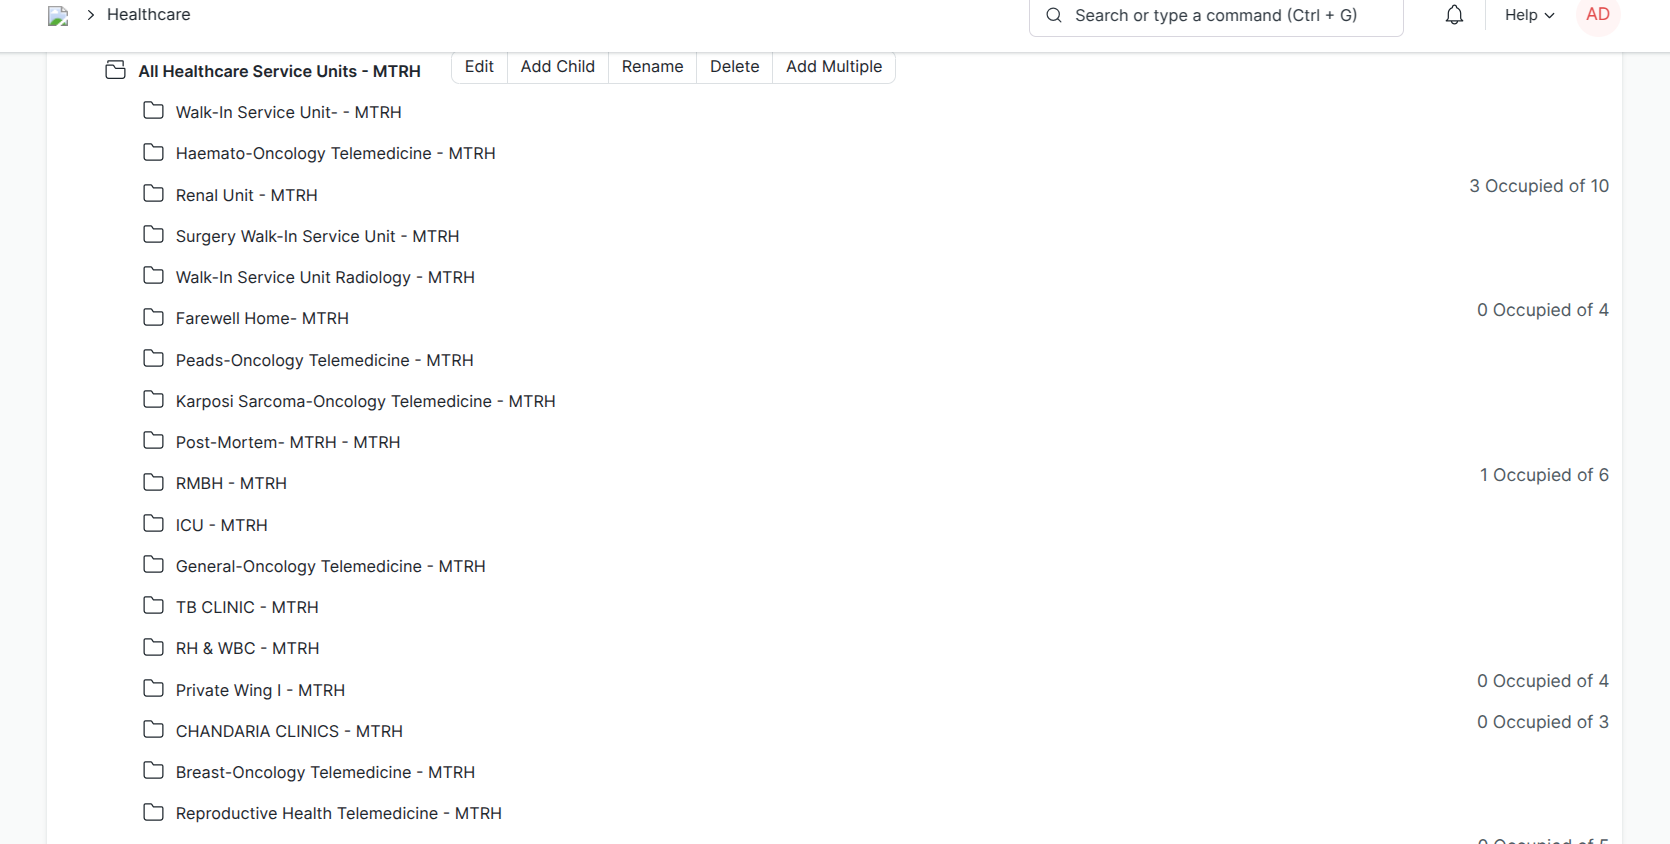 Healthcare
Search or type a command (Ctrl + G)
Help
AD
All Healthcare Service Units - MTRH
Edit
Add Child
Rename
Delete
Add Multiple
Walk-In Service Unit- - MTRH
Haemato-Oncology Telemedicine - MTRH
Renal Unit - MTRH
3 Occupied of 10
Surgery Walk-In Service Unit - MTRH
Walk-In Service Unit Radiology - MTRH
Farewell Home- MTRH
0 Occupied of 4
Peads-Oncology Telemedicine - MTRH
Karposi Sarcoma-Oncology Telemedicine - MTRH
Post-Mortem- MTRH - MTRH
RMBH - MTRH
1 Occupied of 6
ICU - MTRH
General-Oncology Telemedicine - MTRH
TB CLINIC - MTRH
RH & WBC - MTRH
Private Wing I - MTRH
0 Occupied of 4
CHANDARIA CLINICS - MTRH
0 Occupied of 3
Breast-Oncology Telemedicine - MTRH
Reproductive Health Telemedicine - MTRH